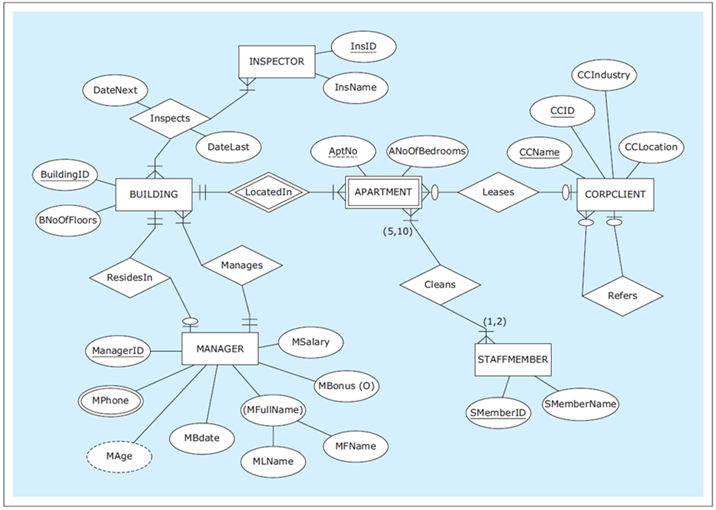 InsID
INSPECTOR
InsName
DateNext
Inspects
DateLast
CCIndustry
CCID
CCName
CCLocation
AptNo
ANoOfBedrooms
BuildingID
BUILDING
LocatedIn
APARTMENT
Leases
CORPCLIENT
BNoOfFloors
(5,10)
ResidesIn
Manages
Cleans
Refers
(1,2)
ManagerID
MANAGER
MSalary
STAFFMEMBER
MPhone
MBonus (O)
(MFullName)
SMemberID
SMemberName
MAge
MBdate
MLName
MFName